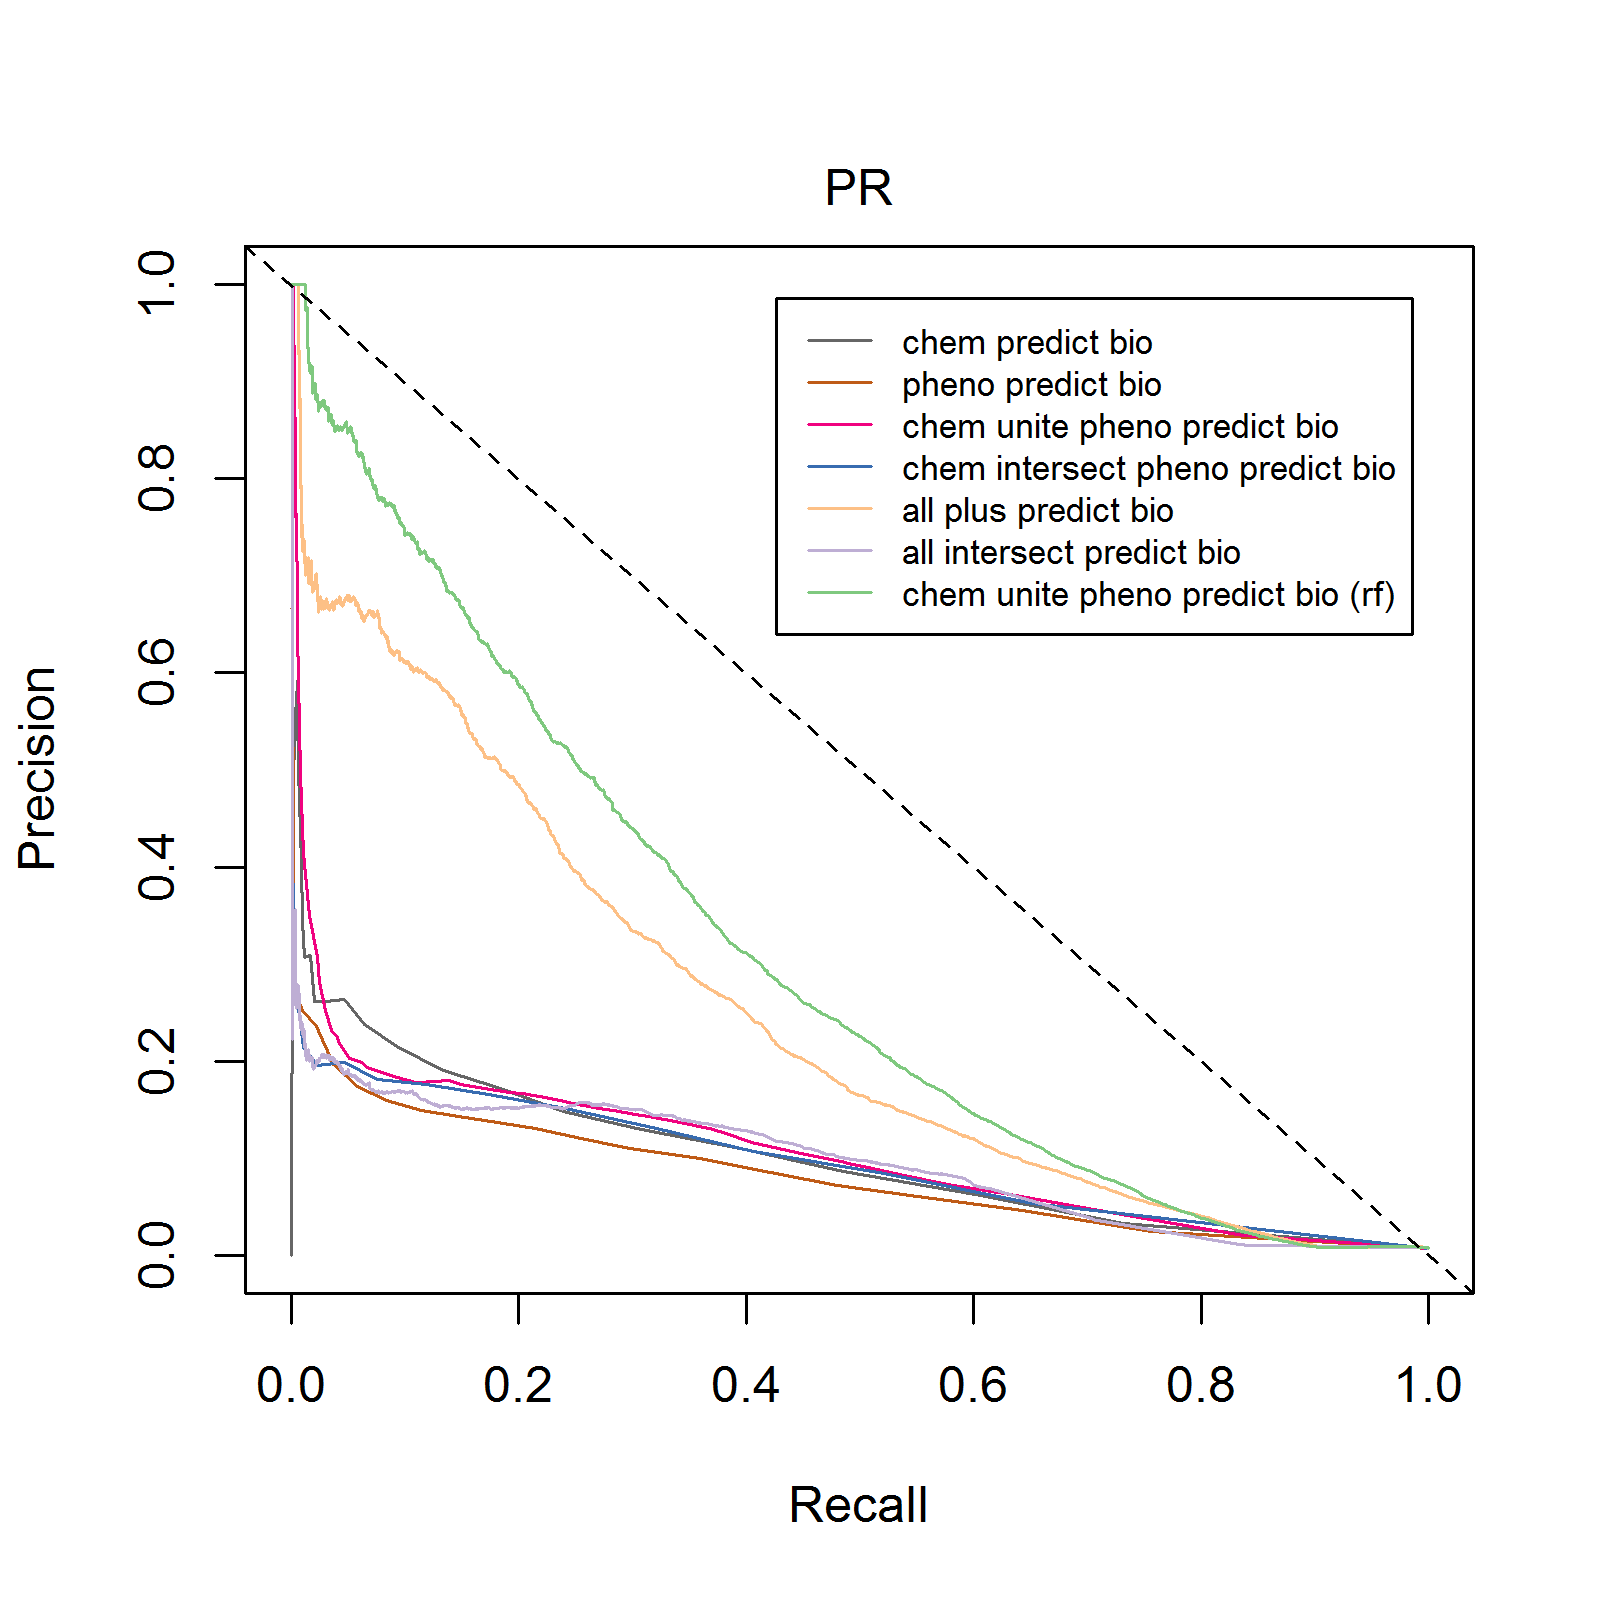 PR
1.0
0.8
0.6
0.4
0.2
0.0
Precision
chem predict bio
pheno predict bio
chem unite pheno predict bio
chem intersect pheno predict bio
all plus predict bio
all intersect predict bio
chem unite pheno predict bio (rf)
0.0 0.2 0.4 0.6 0.8 1.0
Recall